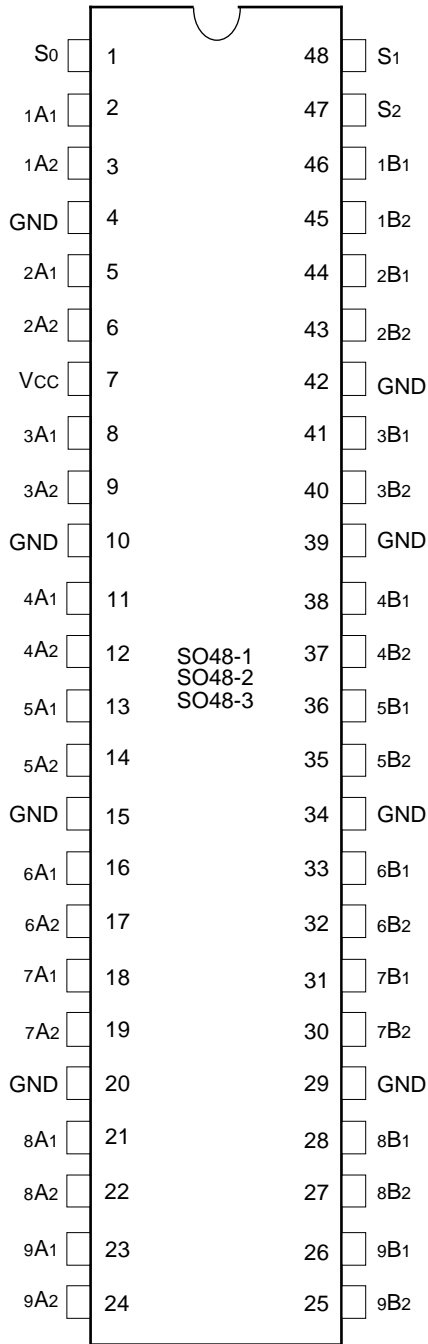 S0 1 48 S1
1A1 2 47 S2
1A2 3 46 1B1
GND 4 45 1B2
2A1 5 44 2B1
2A2 6 43 2B2
VCC 7 42 GND
3A1 8 41 3B1
3A2 9 40 3B2
GND 10 39 GND
4A1 11 38 4B1
4A2 12 SO48-1 37 4B2
SO48-2
5A1 13 SO48-3 36 5B1
5A2 14 35 5B2
GND 15 34 GND
6A1 16 33 6B1
6A2 17 32 6B2
7A1 18 31 7B1
7A2 19 30 7B2
GND 20 29 GND
8A1 21 28 8B1
8A2 22 27 8B2
9A1 23 26 9B1
9A2 24 25 9B2